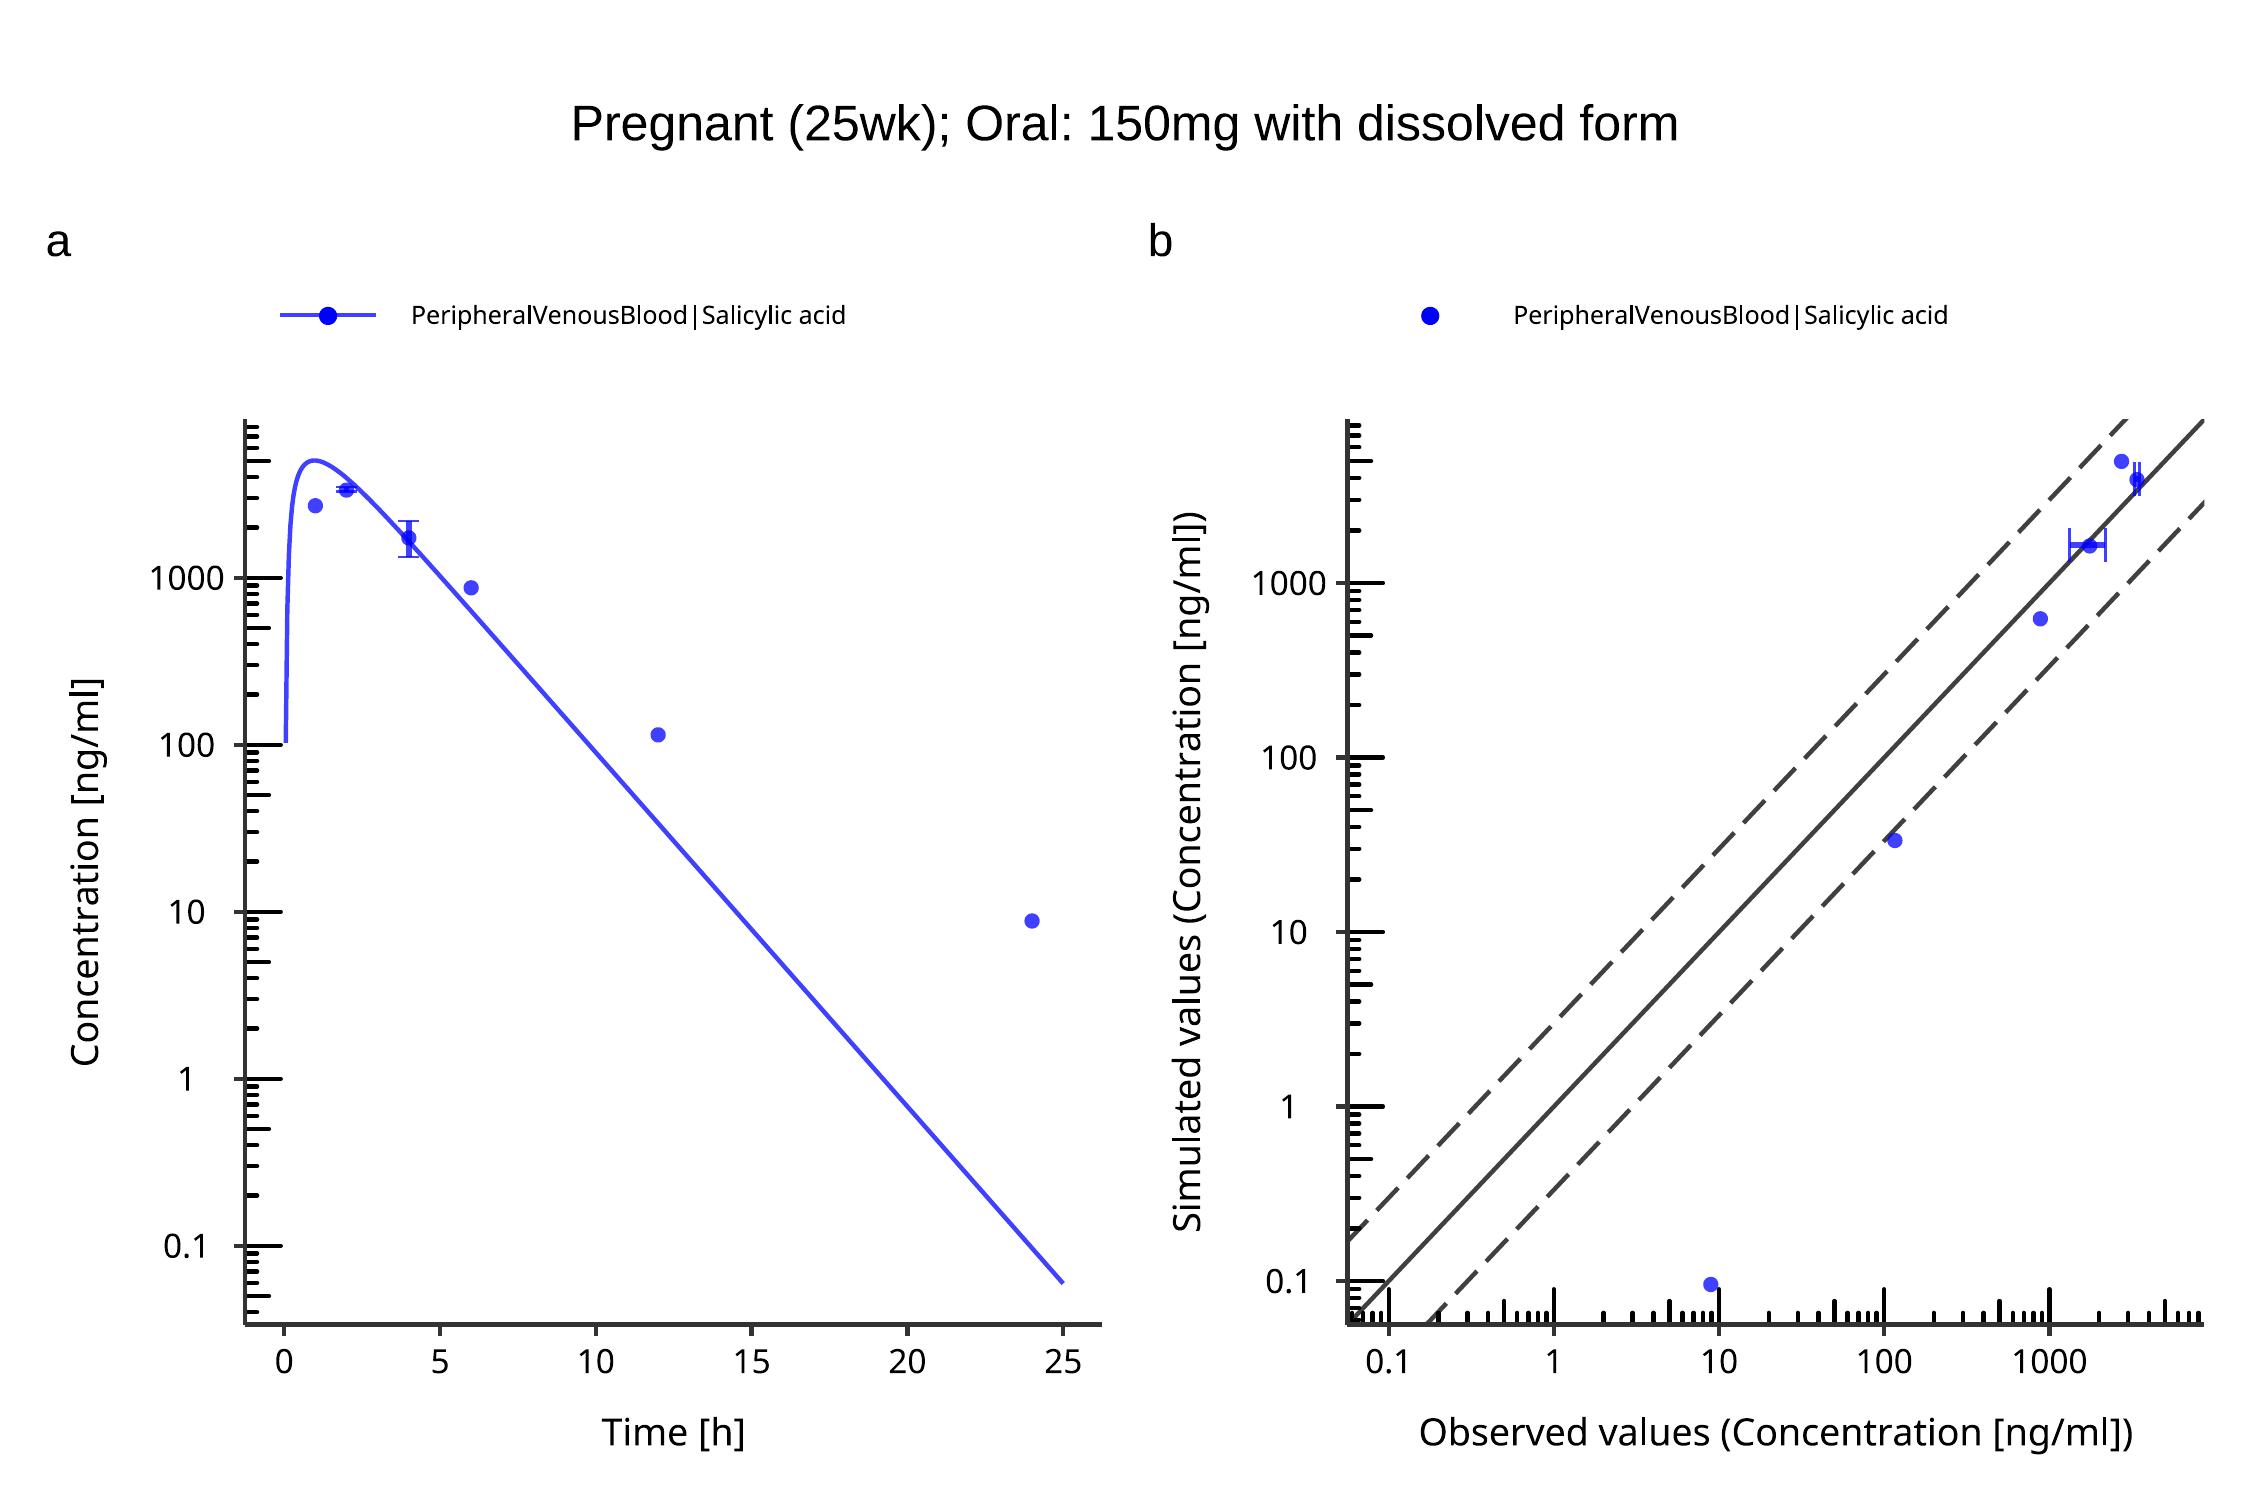 Pregnant (25wk); Oral: 150mg with dissolved form
a
PeripheralVenousBlood|Salicylic acid
Concentration [ng/ml]
1000
100
10
1
0.1
0 5 10 15 20 25
Time [h]
b
PeripheralVenousBlood|Salicylic acid
Simulated values (Concentration [ng/ml])
1000
100
10
1
0.1
0.1 1 10 100 1000
Observed values (Concentration [ng/ml])